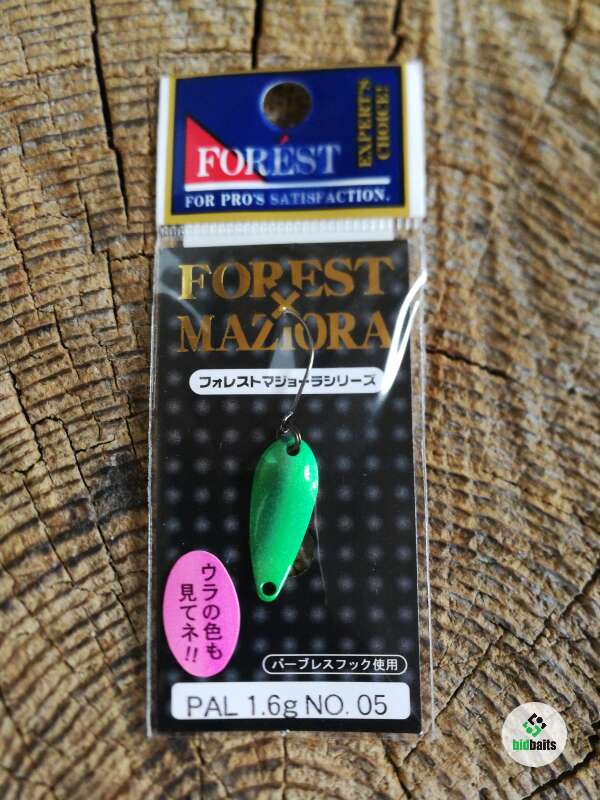 FORÉST
EXPERT'S
CHOICE!
FOR PRO'S SATISFACTION.
FOREST
×
MAZIORA
フォレストマジョーラシリーズ
ウラの色も
見てネ!!
バーブレスフック使用
PAL 1.6g NO. 05
bidbaits